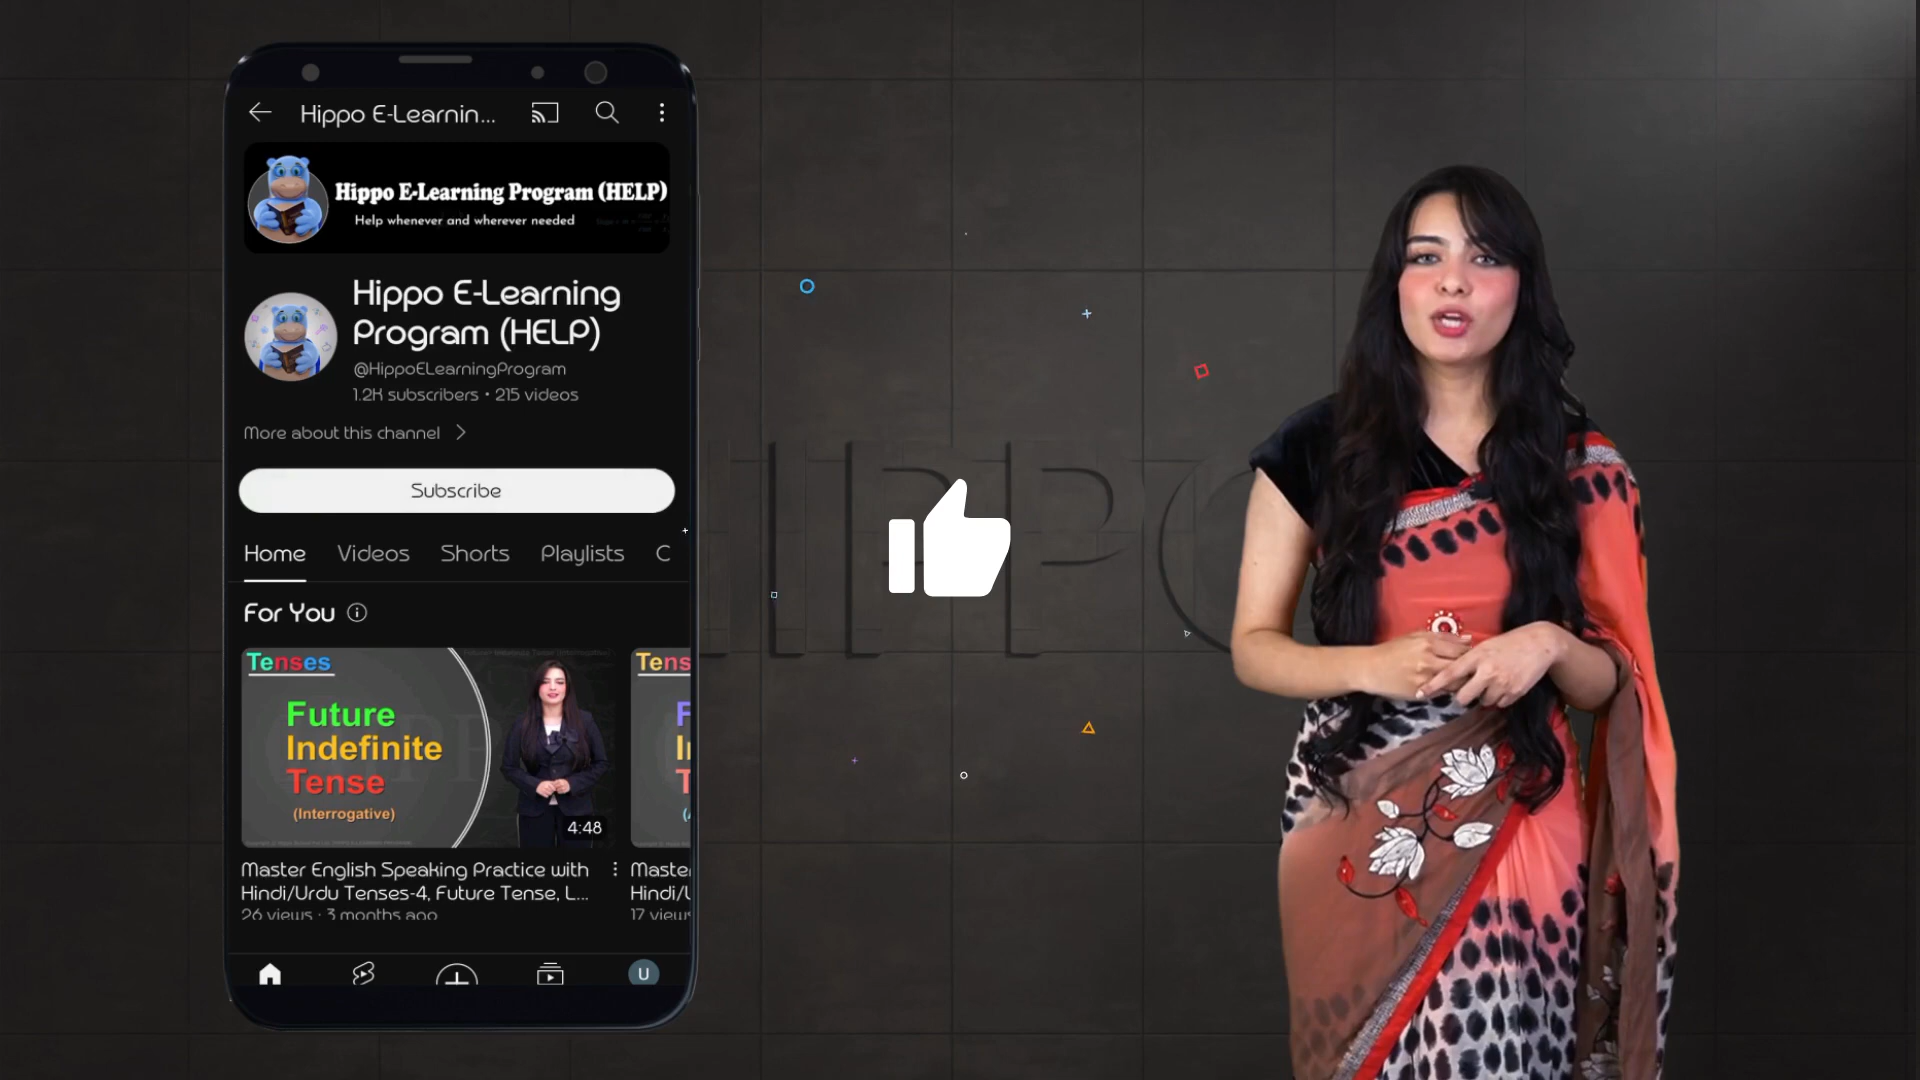 Hippo E-Learnin...
Hippo E-Learning Program (HELP)
Help whenever and wherever needed
Hippo E-Learning
Program (HELP)
@HippoELearningProgram
1.2K subscribers • 215 videos
More about this channel
Subscribe
Home Videos Shorts Playlists C
For You
Tenses
Future
Indefinite
Tense
(Interrogative)
4:48
Tens
Master English Speaking Practice with
Hindi/Urdu Tenses-4, Future Tense, L...
26 views · 3 months ago
Master
Hindi/U
17 views
U
HIPPO